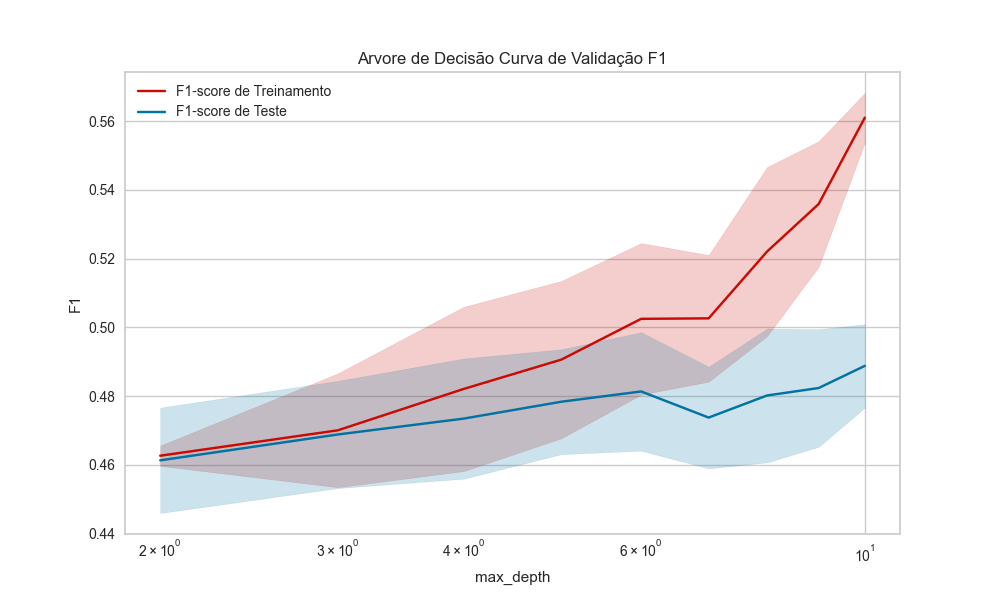 Arvore de Decisão Curva de Validação F1
F1-score de Treinamento
F1-score de Teste
0.56
0.54
0.52
0.50
0.48
0.46
0.44
F1
2 × 10⁰
3 × 10⁰
4 × 10⁰
6 × 10⁰
10¹
max_depth